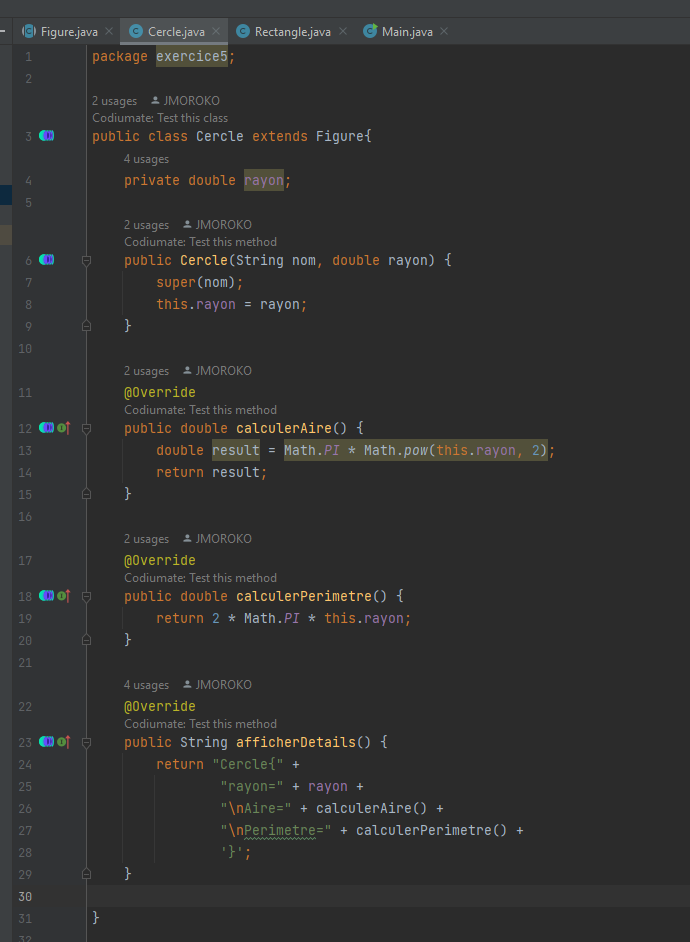 Figure.java
Cercle.java
Rectangle.java
Main.java
1 package exercice5;
2
2 usages JMOROKO
Codiumate: Test this class
3 public class Cercle extends Figure{
4 usages
4 private double rayon;
5
2 usages JMOROKO
Codiumate: Test this method
6 public Cercle(String nom, double rayon) {
7 super(nom);
8 this.rayon = rayon;
9 }
10
2 usages JMOROKO
11 @Override
Codiumate: Test this method
12 public double calculerAire() {
13 double result = Math.PI * Math.pow(this.rayon, 2);
14 return result;
15 }
16
2 usages JMOROKO
17 @Override
Codiumate: Test this method
18 public double calculerPerimetre() {
19 return 2 * Math.PI * this.rayon;
20 }
21
4 usages JMOROKO
22 @Override
Codiumate: Test this method
23 public String afficherDetails() {
24 return "Cercle{" +
25 "rayon=" + rayon +
26 "\nAire=" + calculerAire() +
27 "\nPerimetre=" + calculerPerimetre() +
28 '}';
29 }
30
31 }
32